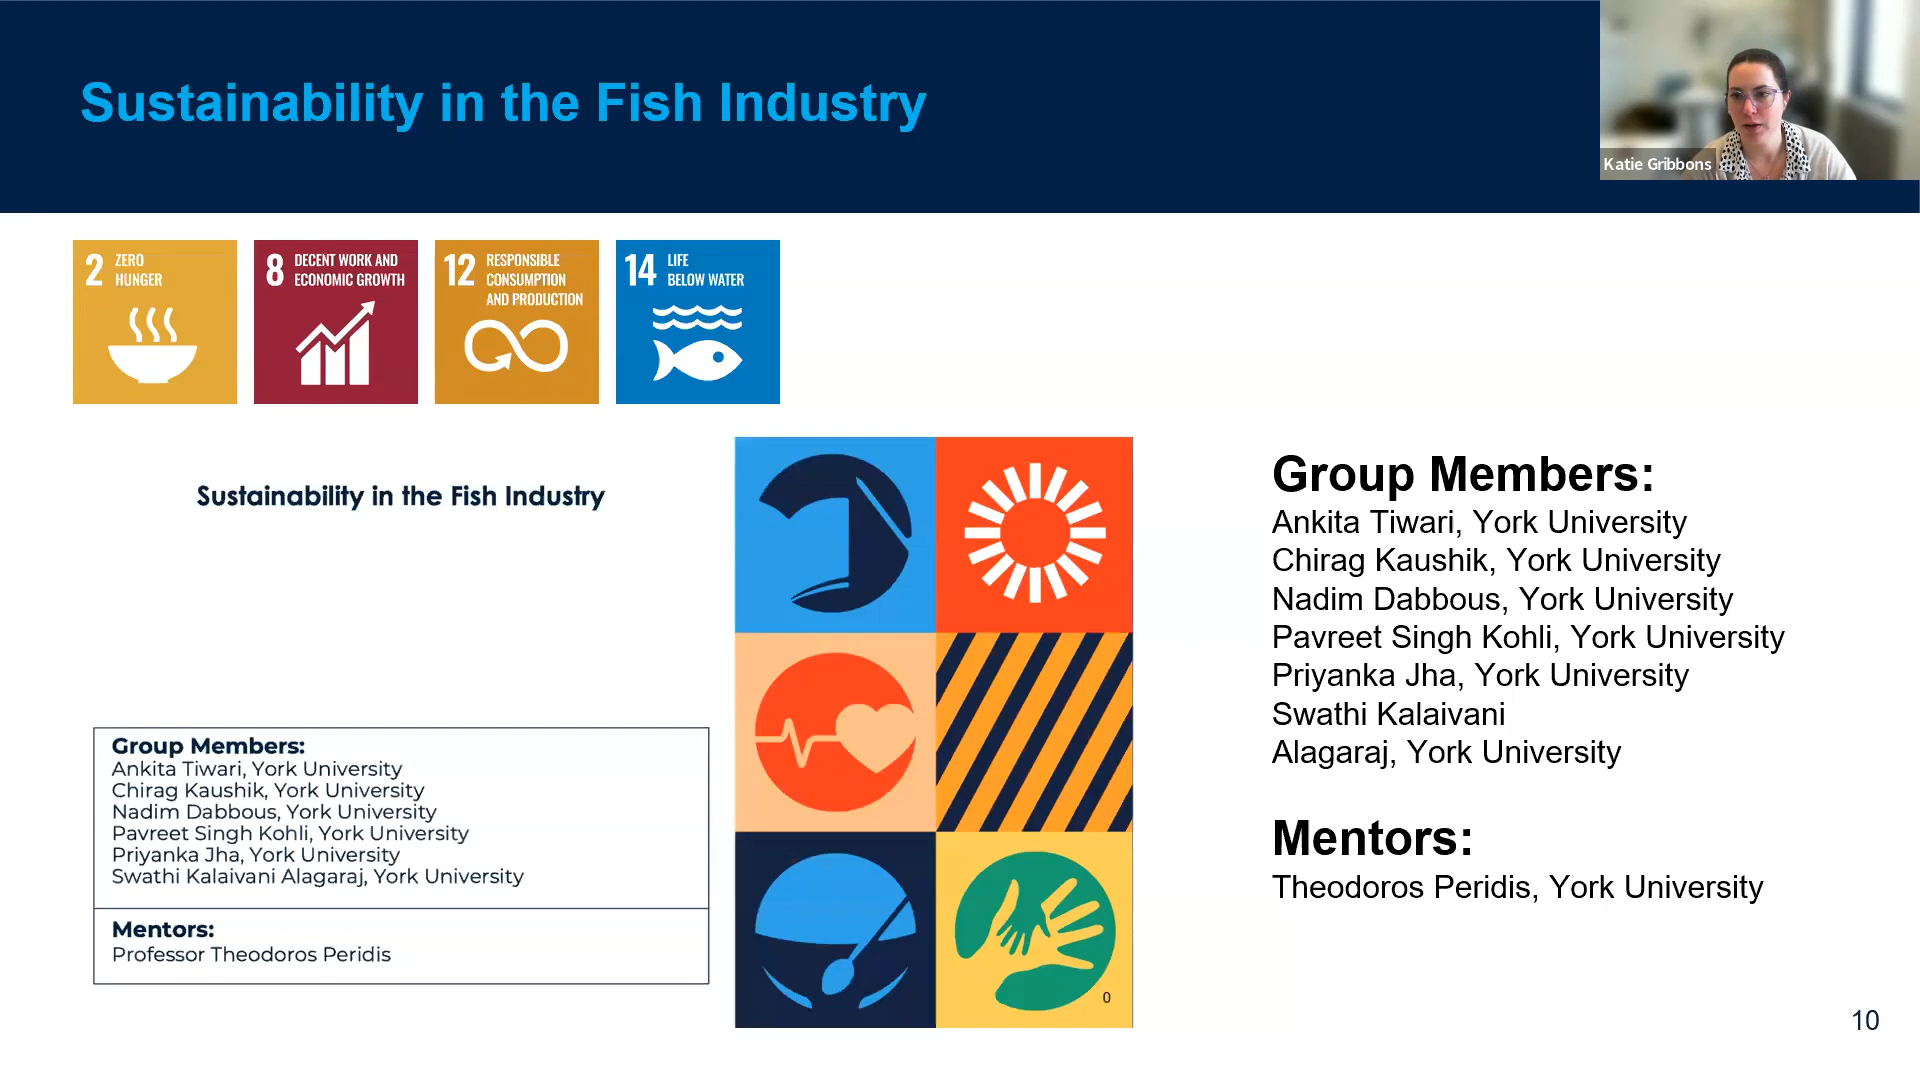 Sustainability in the Fish Industry
Katie Gribbons
2 ZERO
HUNGER
8 DECENT WORK AND
ECONOMIC GROWTH
12 RESPONSIBLE
CONSUMPTION
AND PRODUCTION
14 LIFE
BELOW WATER
Sustainability in the Fish Industry
Group Members:
Ankita Tiwari, York University
Chirag Kaushik, York University
Nadim Dabbous, York University
Pavreet Singh Kohli, York University
Priyanka Jha, York University
Swathi Kalaivani Alagaraj, York University
Mentors:
Professor Theodoros Peridis
0
Group Members:
Ankita Tiwari, York University
Chirag Kaushik, York University
Nadim Dabbous, York University
Pavreet Singh Kohli, York University
Priyanka Jha, York University
Swathi Kalaivani
Alagaraj, York University
Mentors:
Theodoros Peridis, York University
10